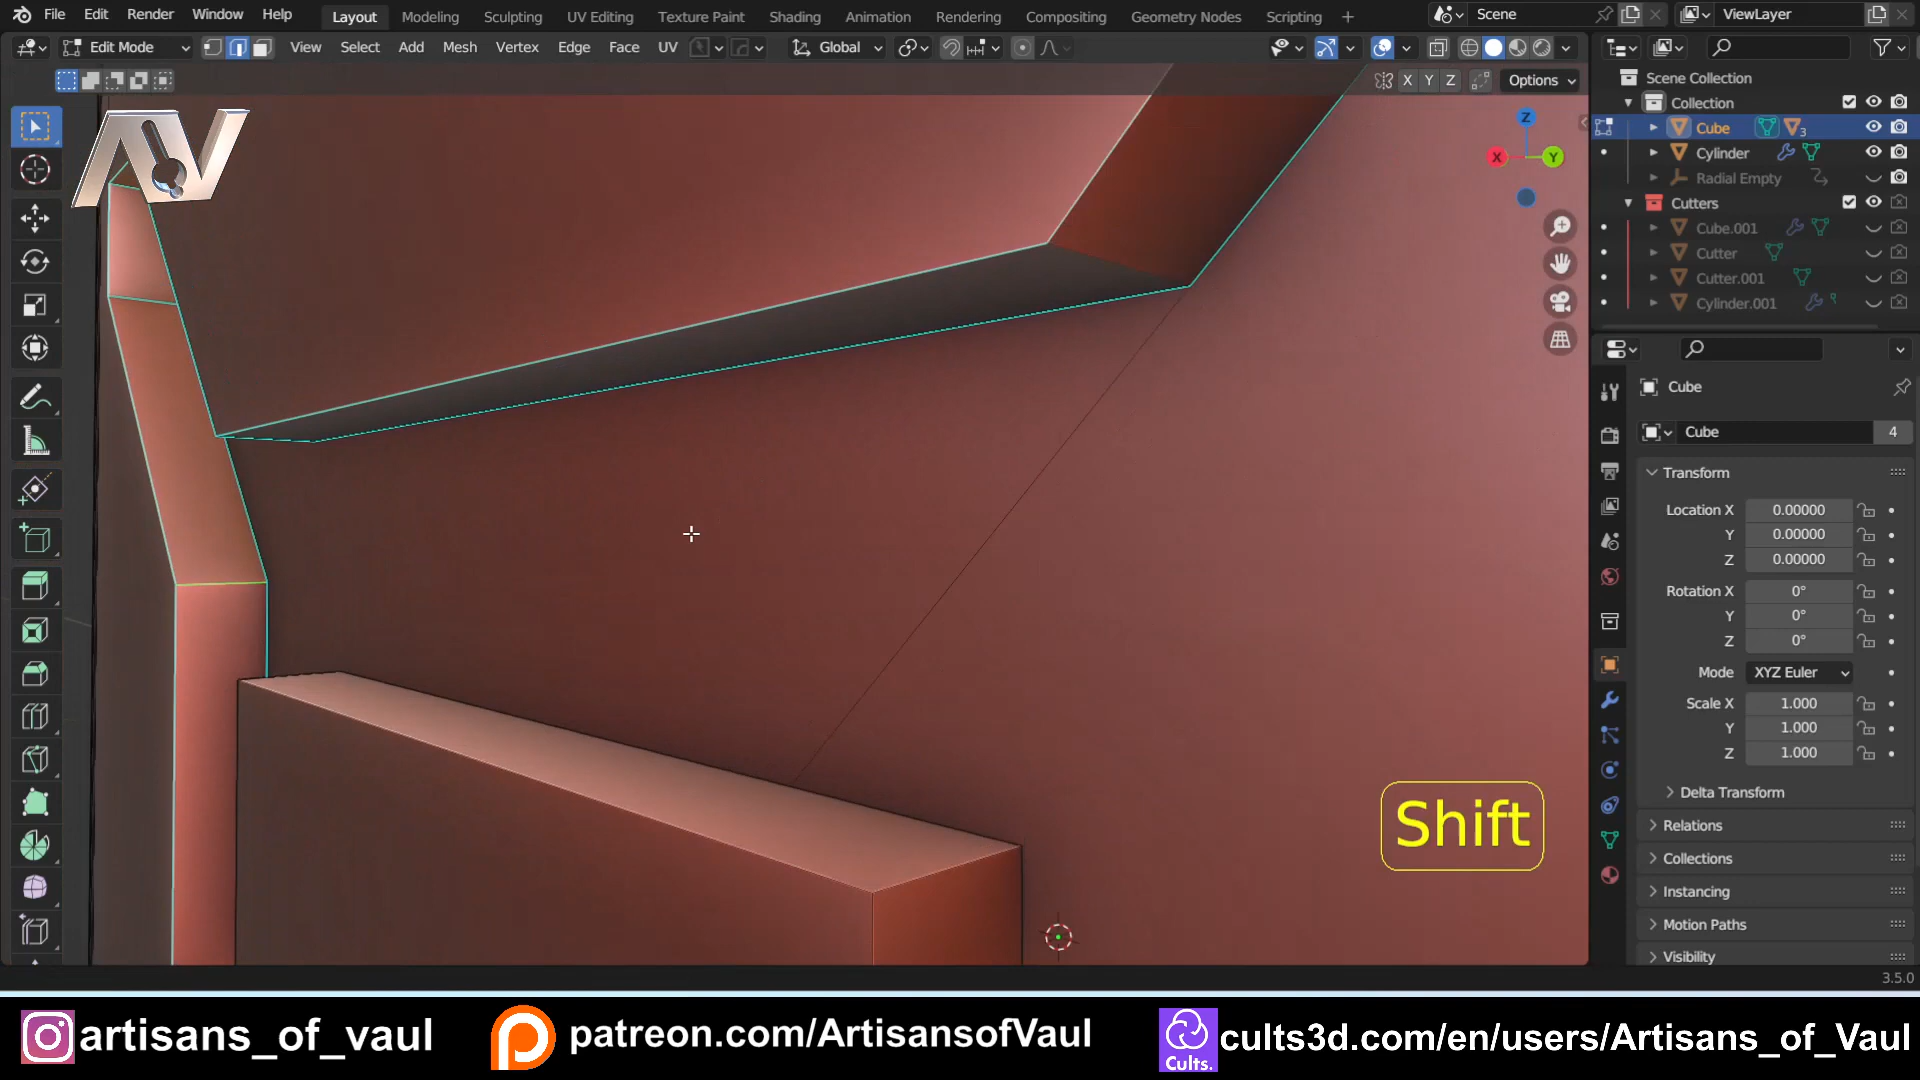 File Edit Render Window Help Layout Modeling Sculpting UV Editing Texture Paint Shading Animation Rendering Compositing Geometry Nodes Scripting + Scene ViewLayer
Edit Mode View Select Add Mesh Vertex Edge Face UV Global
X Y Z Options
Scene Collection
Collection
Cube 3
Cylinder
Radial Empty
Cutters
Cube.001
Cutter
Cutter.001
Cylinder.001
AV
Z
X Y
Cube
Cube 4
Transform
Location X 0.00000
Y 0.00000
Z 0.00000
Rotation X 0°
Y 0°
Z 0°
Mode XYZ Euler
Scale X 1.000
Y 1.000
Z 1.000
Delta Transform
Relations
Collections
Instancing
Motion Paths
Visibility
Shift
3.5.0
artisans_of_vaul patreon.com/ArtisansofVaul Cults. cults3d.com/en/users/Artisans_of_Vaul